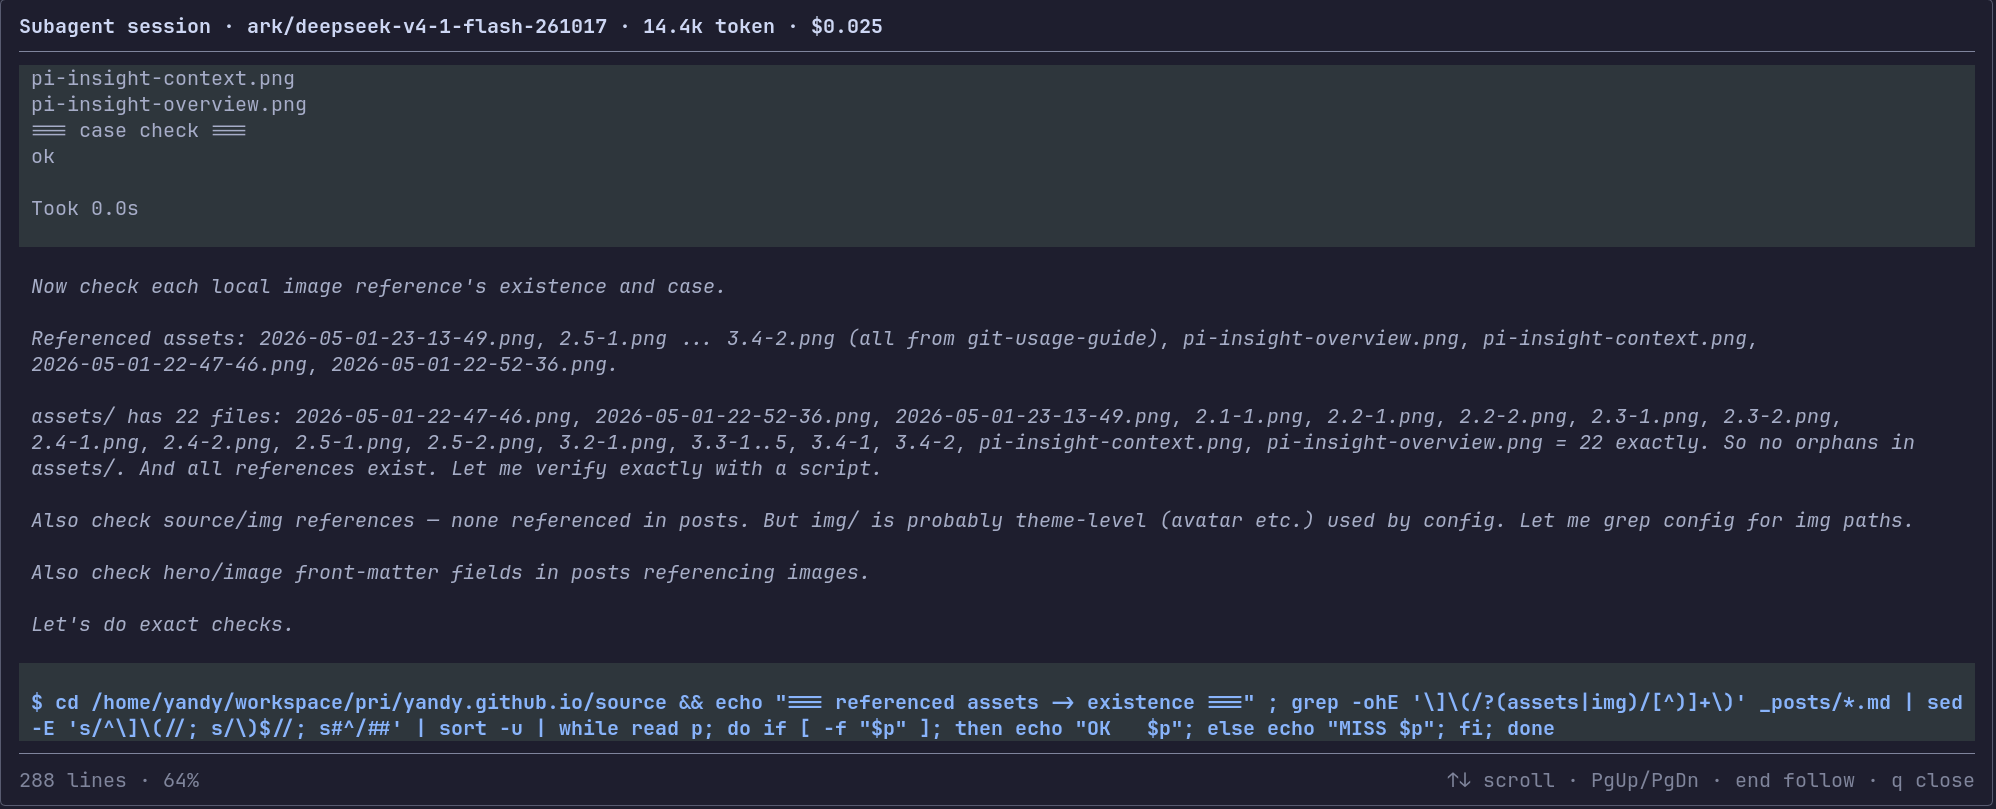 Subagent session · ark/deepseek-v4-1-flash-261017 · 14.4k token · $0.025
pi-insight-context.png
pi-insight-overview.png
=== case check ===
ok
Took 0.0s
Now check each local image reference's existence and case.
Referenced assets: 2026-05-01-23-13-49.png, 2.5-1.png ... 3.4-2.png (all from git-usage-guide), pi-insight-overview.png, pi-insight-context.png,
2026-05-01-22-47-46.png, 2026-05-01-22-52-36.png.
assets/ has 22 files: 2026-05-01-22-47-46.png, 2026-05-01-22-52-36.png, 2026-05-01-23-13-49.png, 2.1-1.png, 2.2-1.png, 2.2-2.png, 2.3-1.png, 2.3-2.png,
2.4-1.png, 2.4-2.png, 2.5-1.png, 2.5-2.png, 3.2-1.png, 3.3-1..5, 3.4-1, 3.4-2, pi-insight-context.png, pi-insight-overview.png = 22 exactly. So no orphans in
assets/. And all references exist. Let me verify exactly with a script.
Also check source/img references — none referenced in posts. But img/ is probably theme-level (avatar etc.) used by config. Let me grep config for img paths.
Also check hero/image front-matter fields in posts referencing images.
Let's do exact checks.
$ cd /home/yandy/workspace/pri/yandy.github.io/source && echo "=== referenced assets -> existence ===" ; grep -ohE '\]\(/?(assets|img)/[^)]+\)' _posts/*.md | sed
-E 's/^\]\(//; s/\)$//; s#^/##' | sort -u | while read p; do if [ -f "$p" ]; then echo "OK   $p"; else echo "MISS $p"; fi; done
288 lines · 64%
↑↓ scroll · PgUp/PgDn · end follow · q close